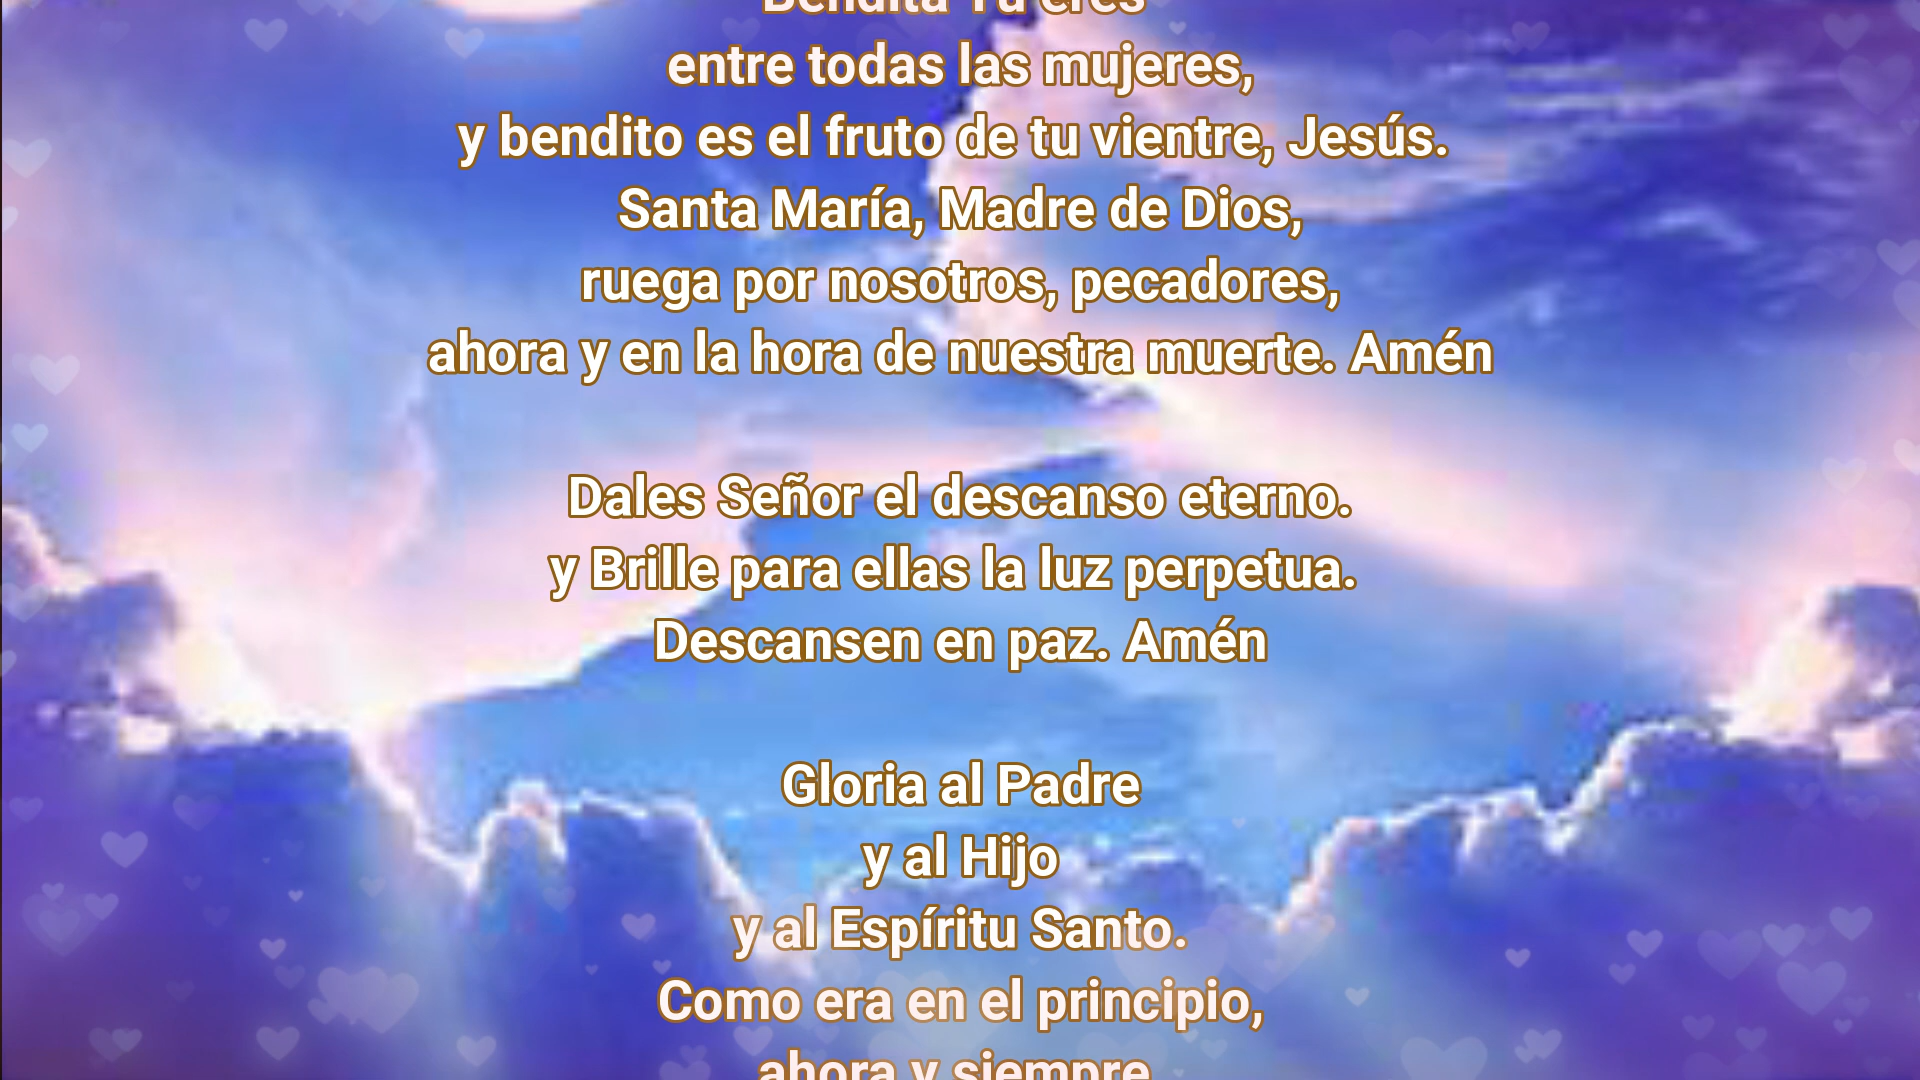 Bendita Tú eres
entre todas las mujeres,
y bendito es el fruto de tu vientre, Jesús.
Santa María, Madre de Dios,
ruega por nosotros, pecadores,
ahora y en la hora de nuestra muerte. Amén
Dales Señor el descanso eterno.
y Brille para ellas la luz perpetua.
Descansen en paz. Amén
Gloria al Padre
y al Hijo
y al Espíritu Santo.
Como era en el principio,
ahora y siempre